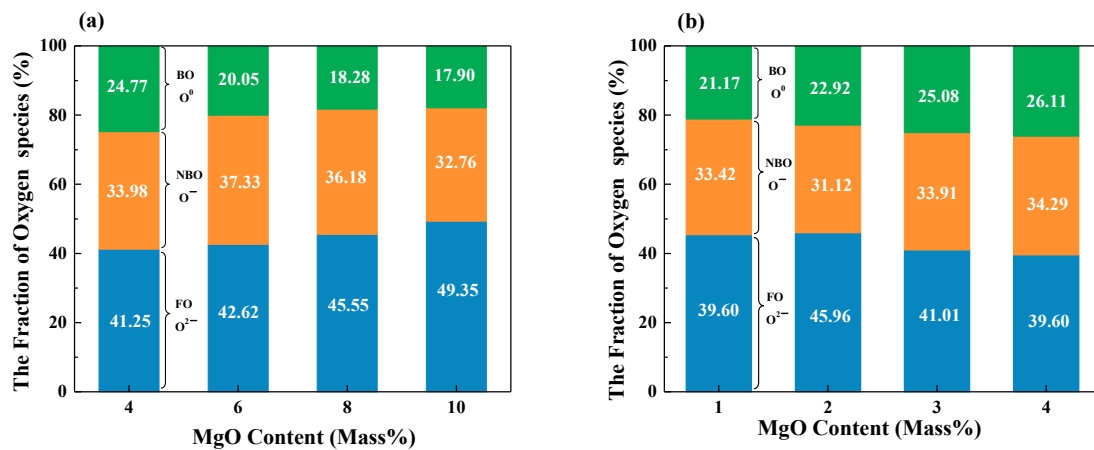 (a)
The Fraction of Oxygen species (%)
100
80
60
40
20
0
24.77
20.05
18.28
17.90
BO
O⁰
33.98
37.33
36.18
32.76
NBO
O⁻
41.25
42.62
45.55
49.35
FO
O²⁻
4
6
8
10
MgO Content (Mass%)
(b)
The Fraction of Oxygen species (%)
100
80
60
40
20
0
21.17
22.92
25.08
26.11
BO
O⁰
33.42
31.12
33.91
34.29
NBO
O⁻
39.60
45.96
41.01
39.60
FO
O²⁻
1
2
3
4
MgO Content (Mass%)